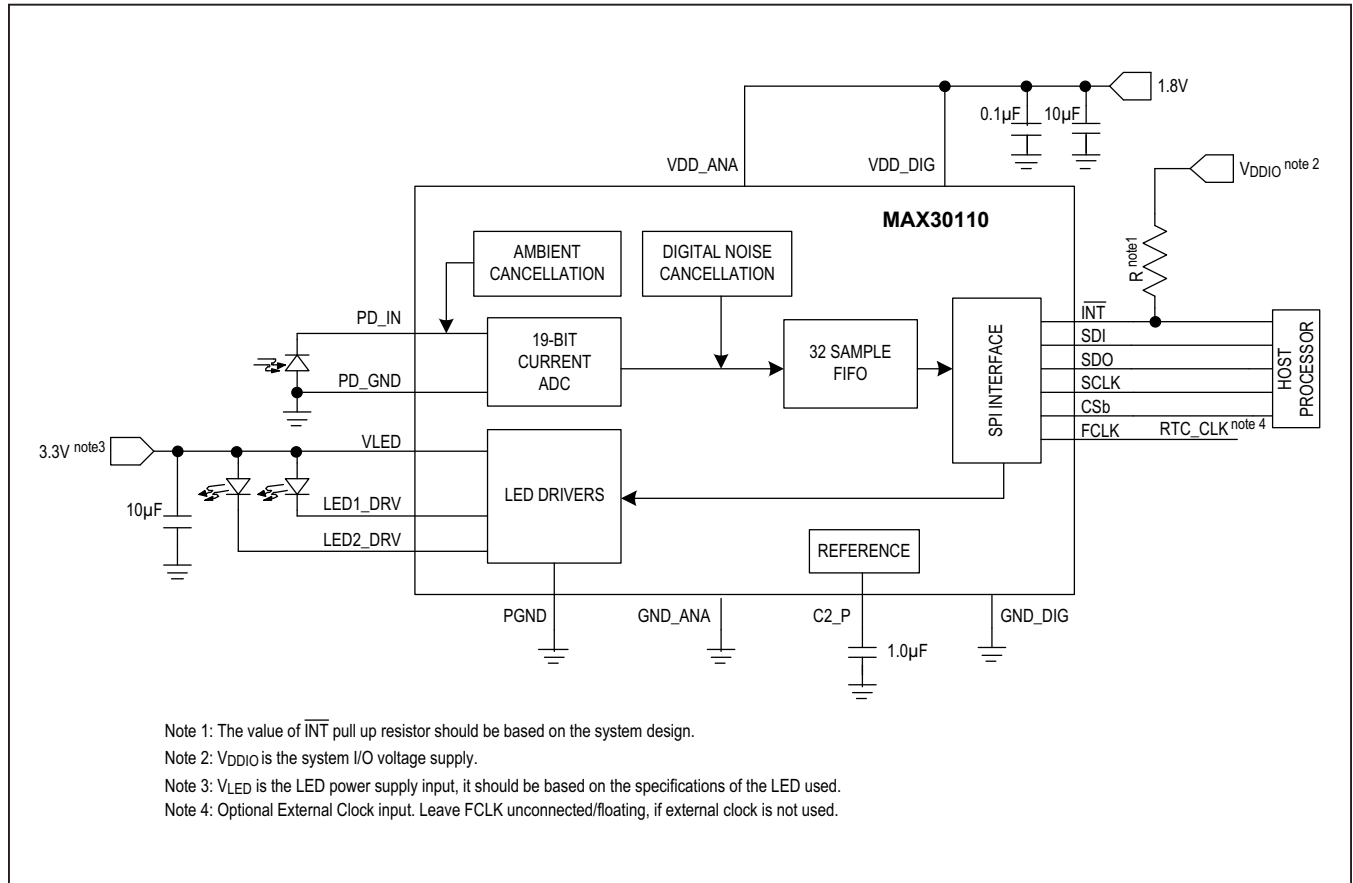 1.8V
0.1µF
10µF
VDD_ANA
VDD_DIG
VDDIO note 2
MAX30110
R note1
AMBIENT
CANCELLATION
DIGITAL NOISE
CANCELLATION
PD_IN
19-BIT
CURRENT
ADC
PD_GND
32 SAMPLE
FIFO
SPI INTERFACE
INT
SDI
SDO
SCLK
CSb
FCLK
RTC_CLK note 4
HOST
PROCESSOR
3.3V note3
VLED
10µF
LED1_DRV
LED2_DRV
LED DRIVERS
REFERENCE
PGND
GND_ANA
C2_P
GND_DIG
1.0µF
Note 1: The value of INT pull up resistor should be based on the system design.
Note 2: VDDIO is the system I/O voltage supply.
Note 3: VLED is the LED power supply input, it should be based on the specifications of the LED used.
Note 4: Optional External Clock input. Leave FCLK unconnected/floating, if external clock is not used.